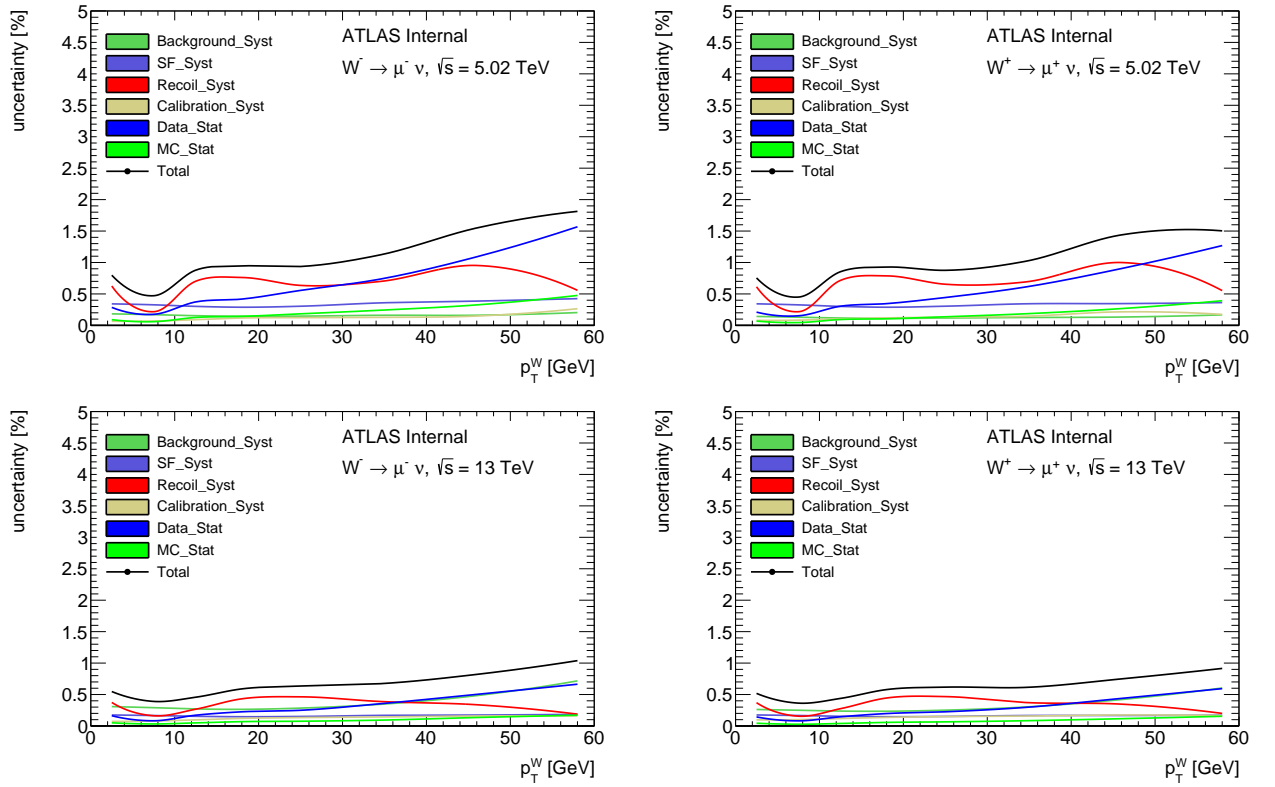 uncertainty [%]
5
4.5
4
3.5
3
2.5
2
1.5
1
0.5
0
Background_Syst
SF_Syst
Recoil_Syst
Calibration_Syst
Data_Stat
MC_Stat
Total
ATLAS Internal
W⁻ → μ⁻ ν, √s = 5.02 TeV
0 10 20 30 40 50 60
p_T^W [GeV]
uncertainty [%]
5
4.5
4
3.5
3
2.5
2
1.5
1
0.5
0
Background_Syst
SF_Syst
Recoil_Syst
Calibration_Syst
Data_Stat
MC_Stat
Total
ATLAS Internal
W⁺ → μ⁺ ν, √s = 5.02 TeV
0 10 20 30 40 50 60
p_T^W [GeV]
uncertainty [%]
5
4.5
4
3.5
3
2.5
2
1.5
1
0.5
0
Background_Syst
SF_Syst
Recoil_Syst
Calibration_Syst
Data_Stat
MC_Stat
Total
ATLAS Internal
W⁻ → μ⁻ ν, √s = 13 TeV
0 10 20 30 40 50 60
p_T^W [GeV]
uncertainty [%]
5
4.5
4
3.5
3
2.5
2
1.5
1
0.5
0
Background_Syst
SF_Syst
Recoil_Syst
Calibration_Syst
Data_Stat
MC_Stat
Total
ATLAS Internal
W⁺ → μ⁺ ν, √s = 13 TeV
0 10 20 30 40 50 60
p_T^W [GeV]